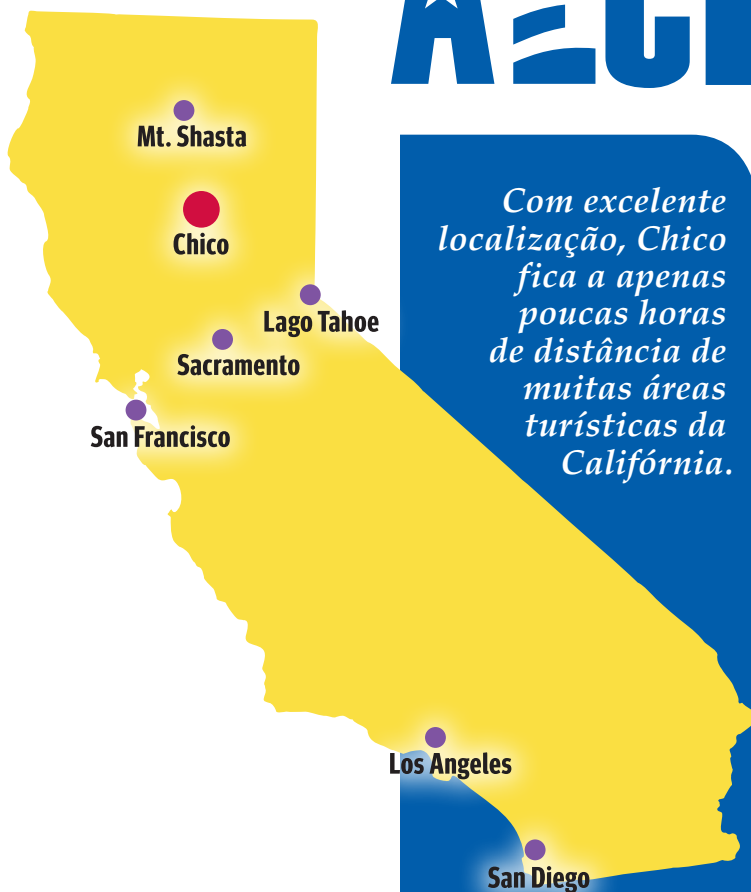 Mt. Shasta
Chico
Lago Tahoe
Sacramento
San Francisco
Los Angeles
San Diego
Com excelente
localização, Chico
fica a apenas
poucas horas
de distância de
muitas áreas
turísticas da
Califórnia.